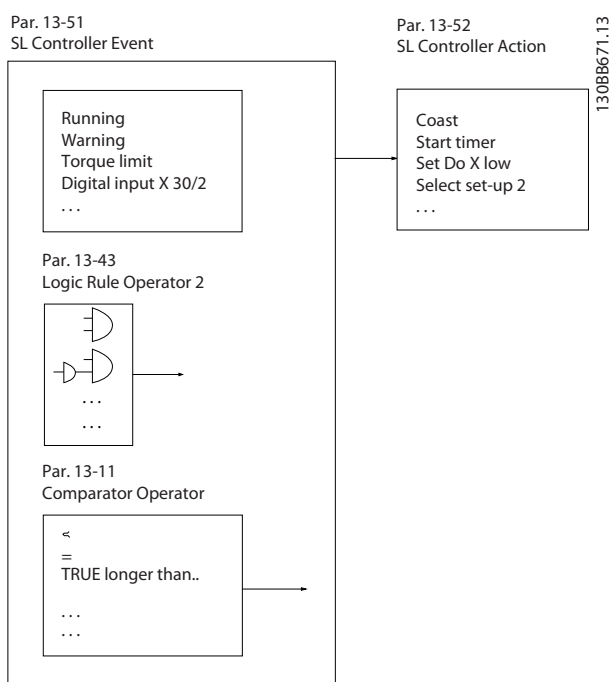 Par. 13-51
SL Controller Event
Par. 13-52
SL Controller Action
130BB671.13
Running
Warning
Torque limit
Digital input X 30/2
. . .
Coast
Start timer
Set Do X low
Select set-up 2
. . .
Par. 13-43
Logic Rule Operator 2
. . .
. . .
Par. 13-11
Comparator Operator
=
TRUE longer than..
. . .
. . .